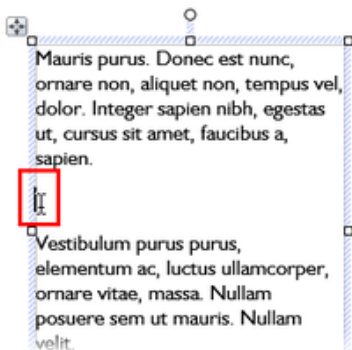 Mauris purus. Donec est nunc,
ornare non, aliquet non, tempus vel,
dolor. Integer sapien nibh, egestas
ut, cursus sit amet, faucibus a,
sapien.
Vestibulum purus purus,
elementum ac, luctus ullamcorper,
ornare vitae, massa. Nullam
posuere sem ut mauris. Nullam
velit.